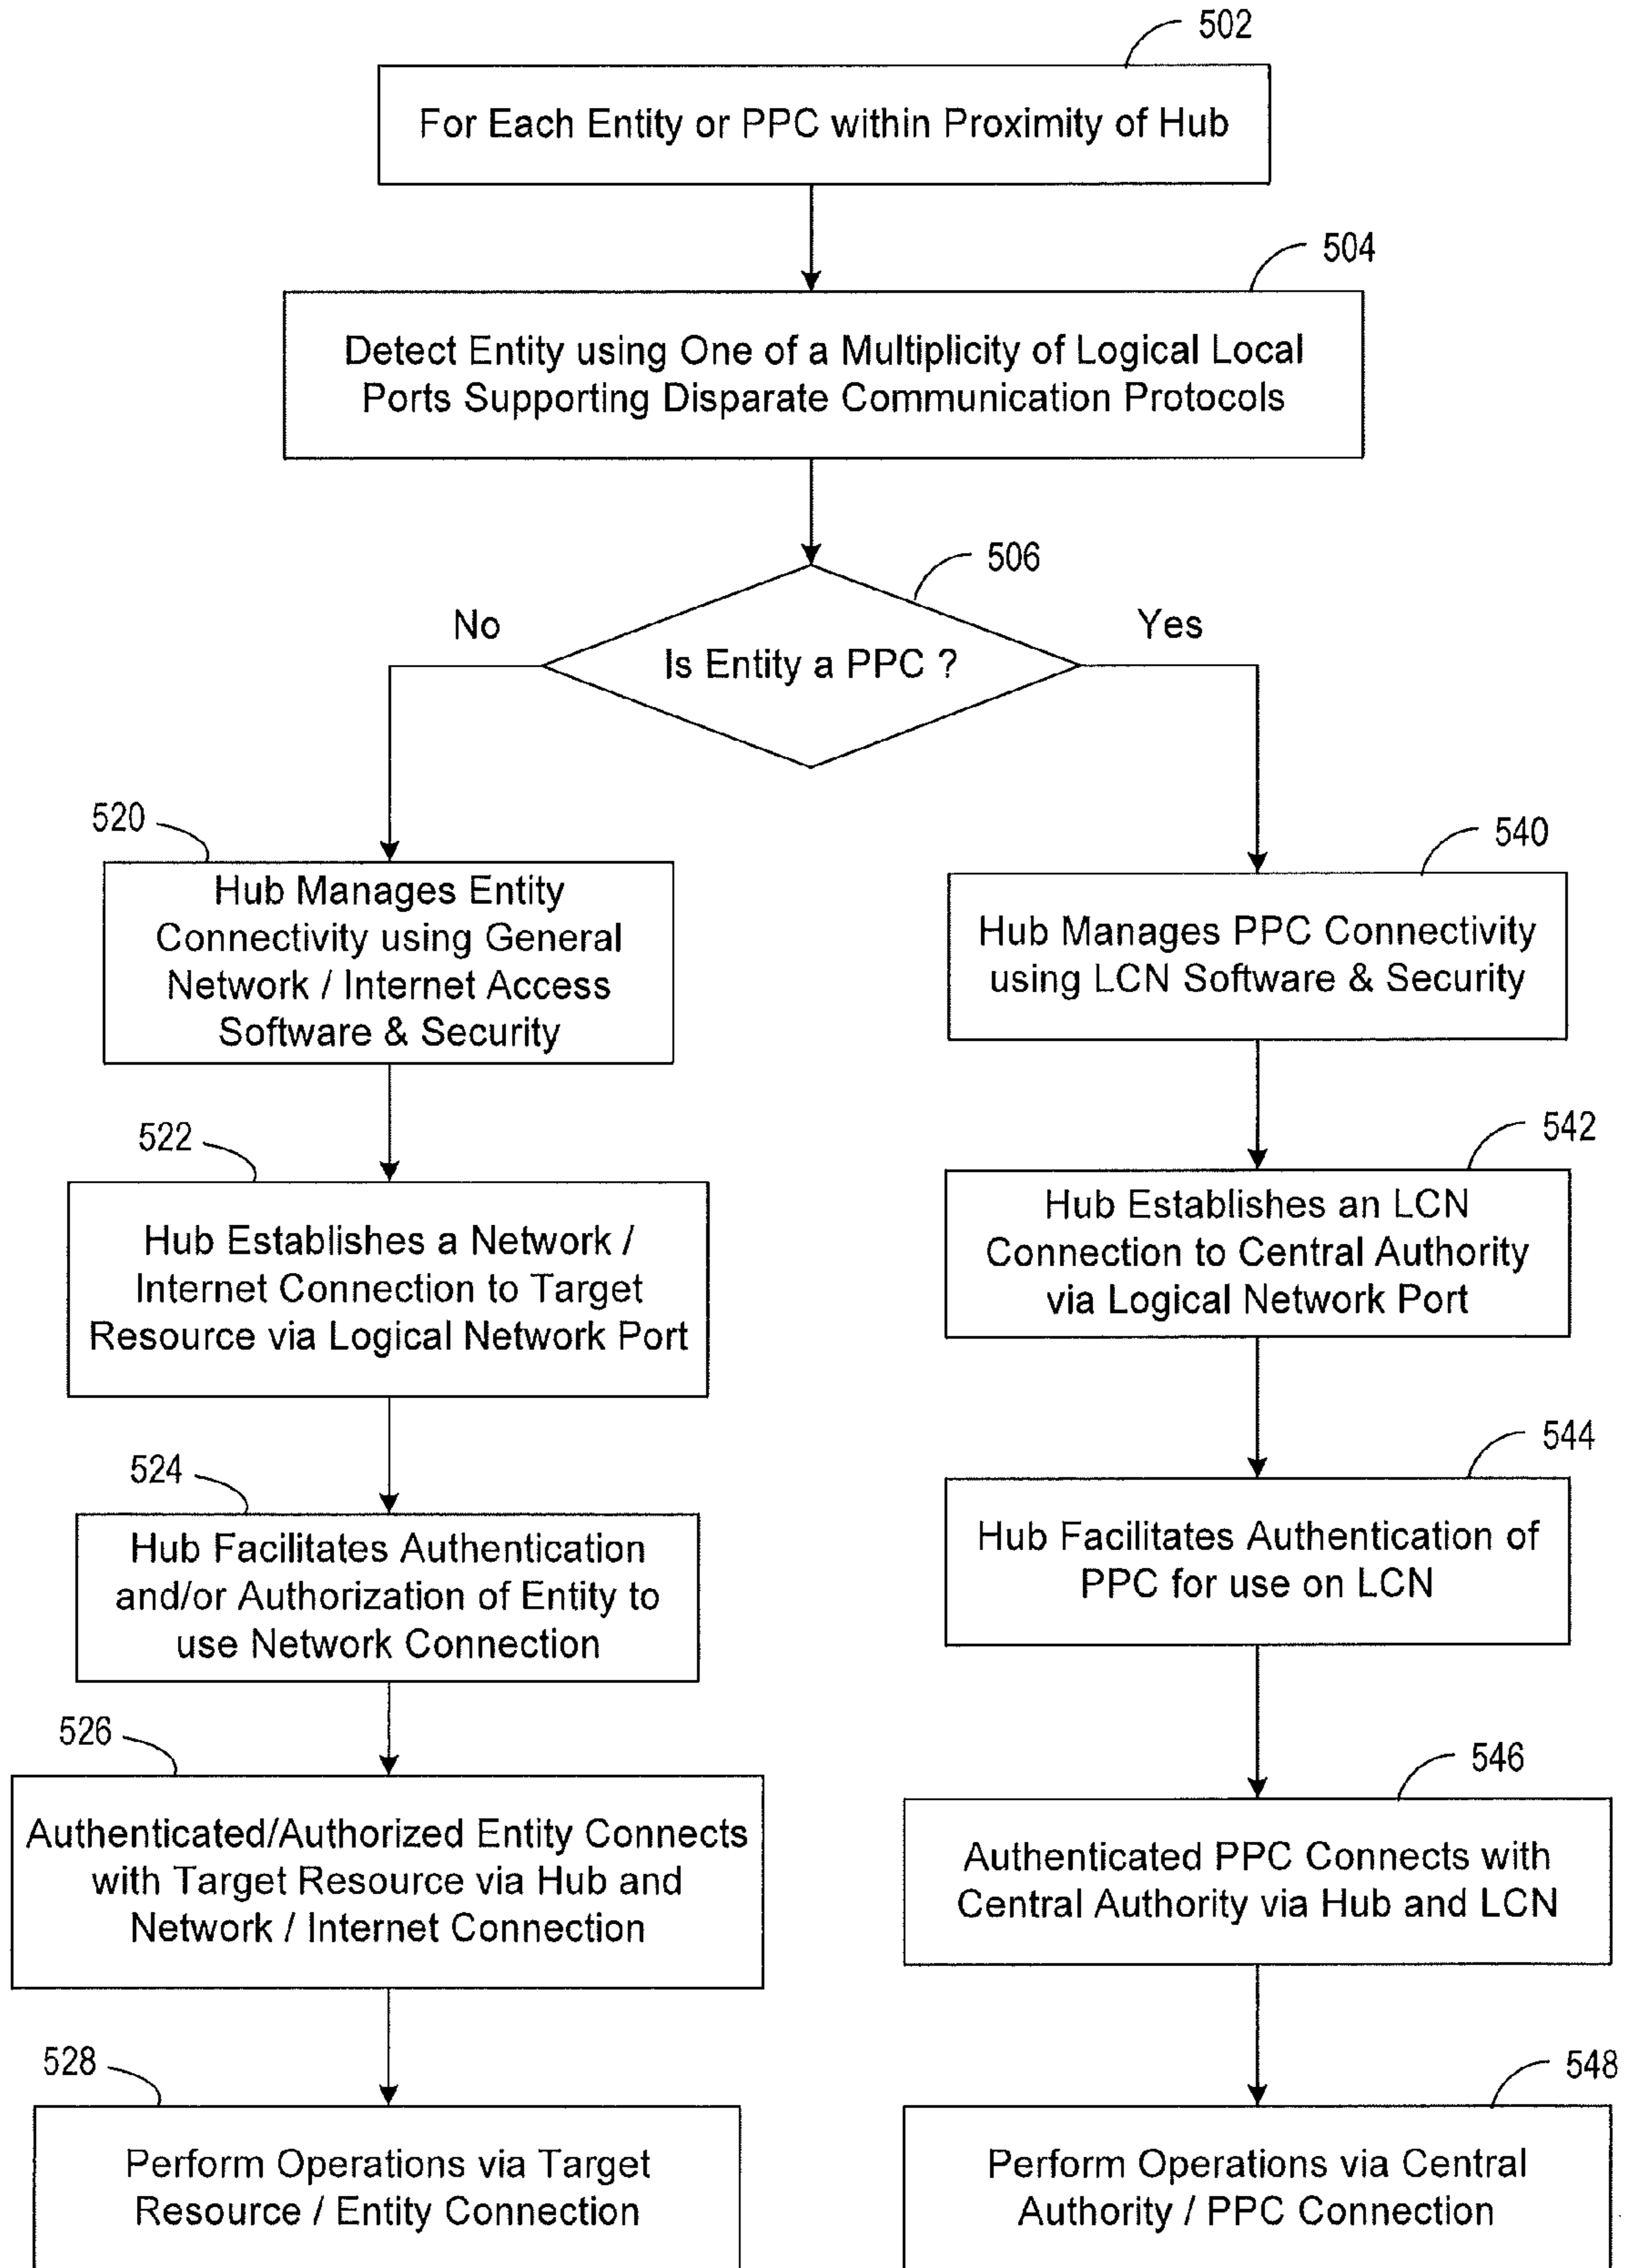 502
For Each Entity or PPC within Proximity of Hub
504
Detect Entity using One of a Multiplicity of Logical Local
Ports Supporting Disparate Communication Protocols
506
No
Yes
Is Entity a PPC ?
520
Hub Manages Entity
Connectivity using General
Network / Internet Access
Software & Security
540
Hub Manages PPC Connectivity
using LCN Software & Security
522
Hub Establishes a Network /
Internet Connection to Target
Resource via Logical Network Port
542
Hub Establishes an LCN
Connection to Central Authority
via Logical Network Port
524
Hub Facilitates Authentication
and/or Authorization of Entity to
use Network Connection
544
Hub Facilitates Authentication of
PPC for use on LCN
526
Authenticated/Authorized Entity Connects
with Target Resource via Hub and
Network / Internet Connection
546
Authenticated PPC Connects with
Central Authority via Hub and LCN
528
Perform Operations via Target
Resource / Entity Connection
548
Perform Operations via Central
Authority / PPC Connection